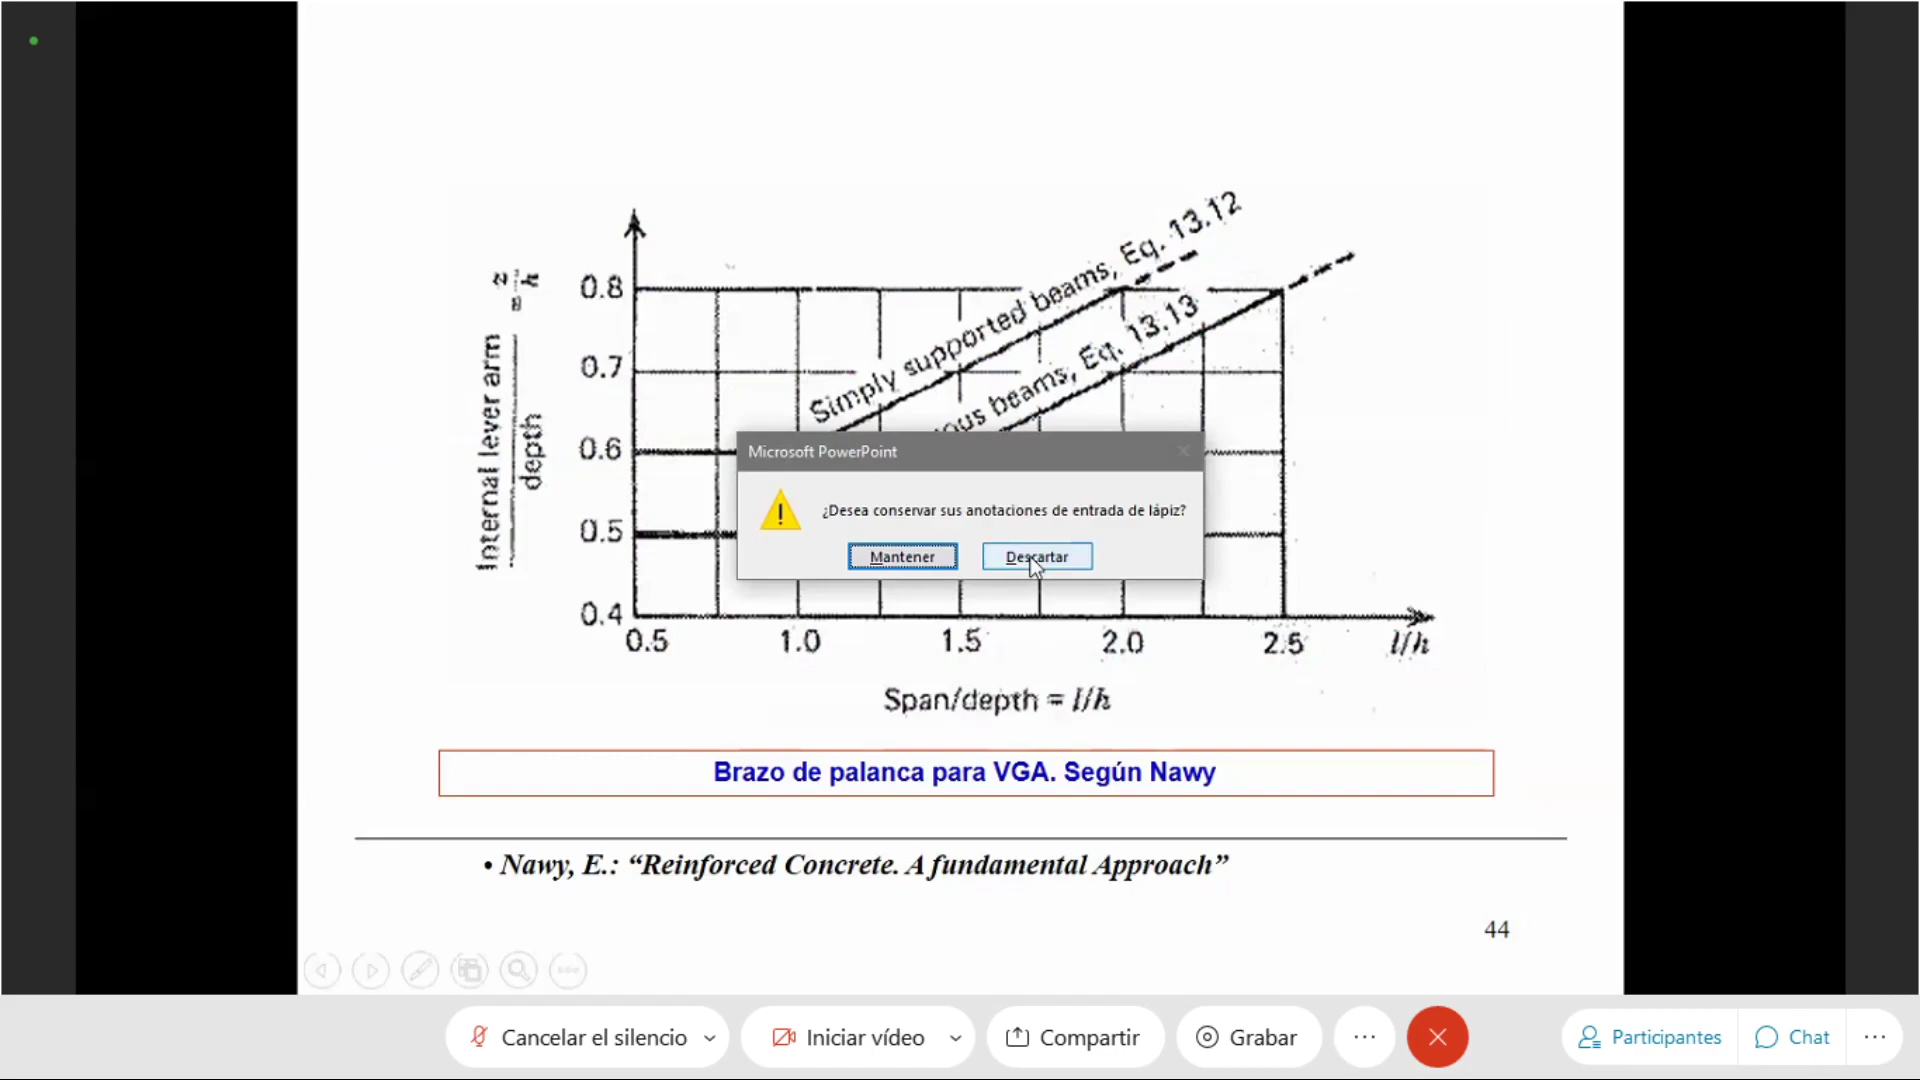 Simply supported beams, Eq. 13.12
ous beams, Eq. 13.13
Internal lever arm
depth
= z
h
0.8
0.7
0.6
0.5
0.4
0.5 1.0 1.5 2.0 2.5 l/h
Span/depth = l/h
Microsoft PowerPoint
¿Desea conservar sus anotaciones de entrada de lápiz?
Mantener Descartar
Brazo de palanca para VGA. Según Nawy
• Nawy, E.: “Reinforced Concrete. A fundamental Approach”
44
Cancelar el silencio Iniciar vídeo Compartir Grabar ... Participantes Chat ...